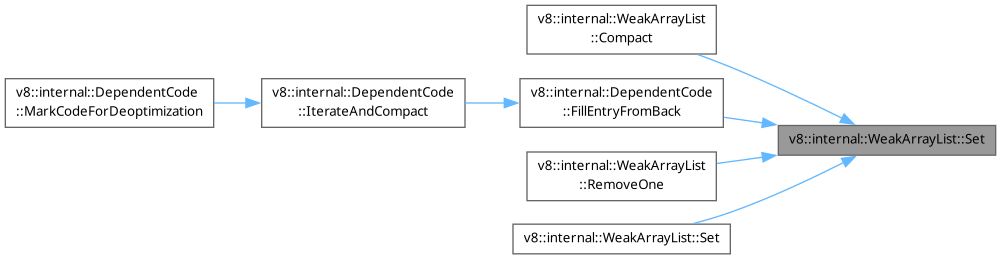 v8::internal::WeakArrayList
::Compact
v8::internal::DependentCode
::MarkCodeForDeoptimization
v8::internal::DependentCode
::IterateAndCompact
v8::internal::DependentCode
::FillEntryFromBack
v8::internal::WeakArrayList::Set
v8::internal::WeakArrayList
::RemoveOne
v8::internal::WeakArrayList::Set